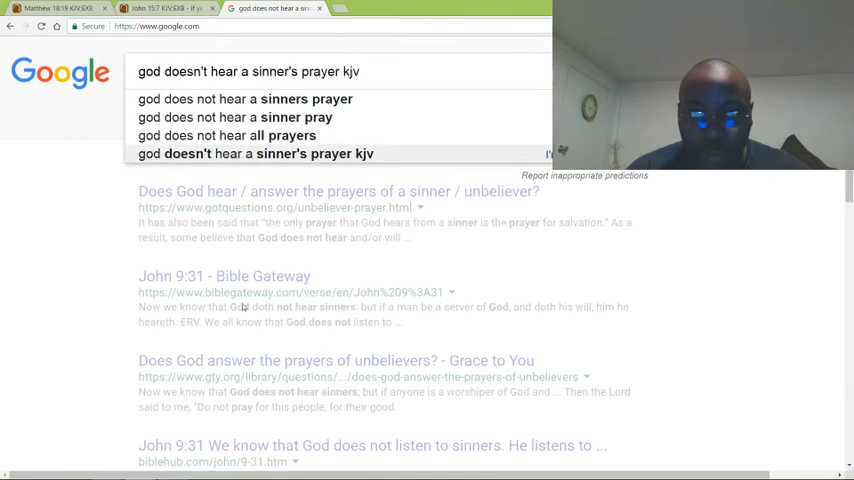 Matthew 18:19 KJV;EXB
John 15:7 KJV;EXB - If ye
god does not hear a sinn
Secure https://www.google.com
Google
god doesn't hear a sinner's prayer kjv
god does not hear a sinners prayer
god does not hear a sinner pray
god does not hear all prayers
god doesn't hear a sinner's prayer kjv
Report inappropriate predictions
Does God hear / answer the prayers of a sinner / unbeliever?
https://www.gotquestions.org/unbeliever-prayer.html
It has also been said that "the only prayer that God hears from a sinner is the prayer for salvation." As a
result, some believe that God does not hear and/or will ...
John 9:31 - Bible Gateway
https://www.biblegateway.com/verse/en/John%209%3A31
Now we know that God doth not hear sinners: but if a man be a server of God, and doth his will, him he
heareth. ERV. We all know that God does not listen to ...
Does God answer the prayers of unbelievers? - Grace to You
https://www.gty.org/library/questions/.../does-god-answer-the-prayers-of-unbelievers
Now we know that God does not hear sinners; but if anyone is a worshiper of God and ... Then the Lord
said to me, "Do not pray for this people, for their good.
John 9:31 We know that God does not listen to sinners. He listens to ...
biblehub.com/john/9-31.htm